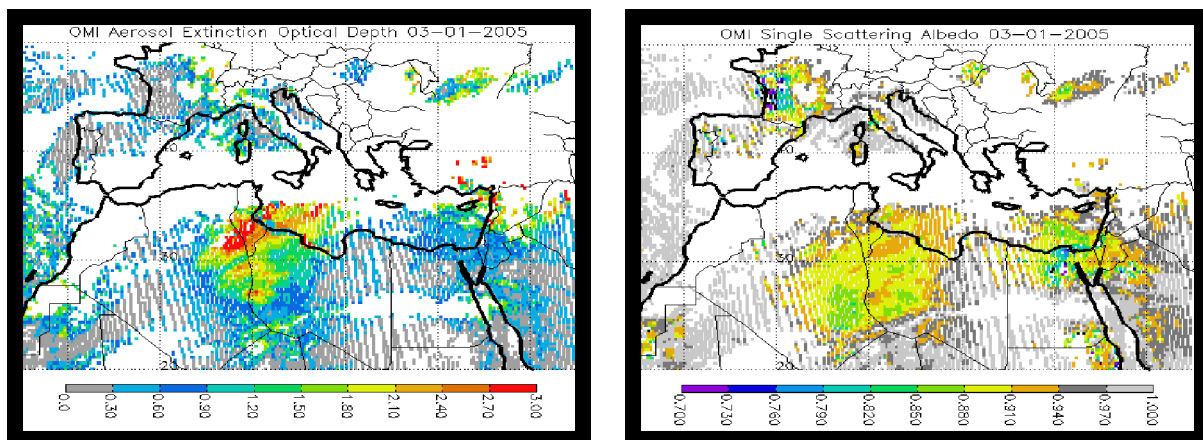 OMI Aerosol Extinction Optical Depth 03-01-2005
30
0.0 0.30 0.60 0.90 1.20 1.50 1.80 2.10 2.40 2.70 3.00
OMI Single Scattering Albedo 03-01-2005
30
0.700 0.730 0.760 0.790 0.820 0.850 0.880 0.910 0.940 0.970 1.000